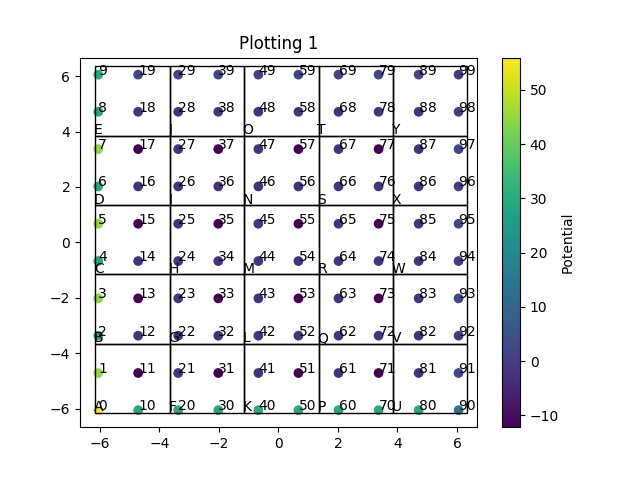 Plotting 1
6 9 19 29 39 49 59 69 79 89 99
8 18 28 38 48 58 68 78 88 98
4 E J O T Y
7 17 27 37 47 57 67 77 87 97
2 6 16 26 36 46 56 66 76 86 96
D I N S X
5 15 25 35 45 55 65 75 85 95
0
4 14 24 34 44 54 64 74 84 94
C H M R W
−2 3 13 23 33 43 53 63 73 83 93
2 12 22 32 42 52 62 72 82 92
B G L Q V
−4
1 11 21 31 41 51 61 71 81 91
−6 0 10 20 30 40 50 60 70 80 90
A F K P U
−6 −4 −2 0 2 4 6
50
40
30
20
10
0
−10
Potential